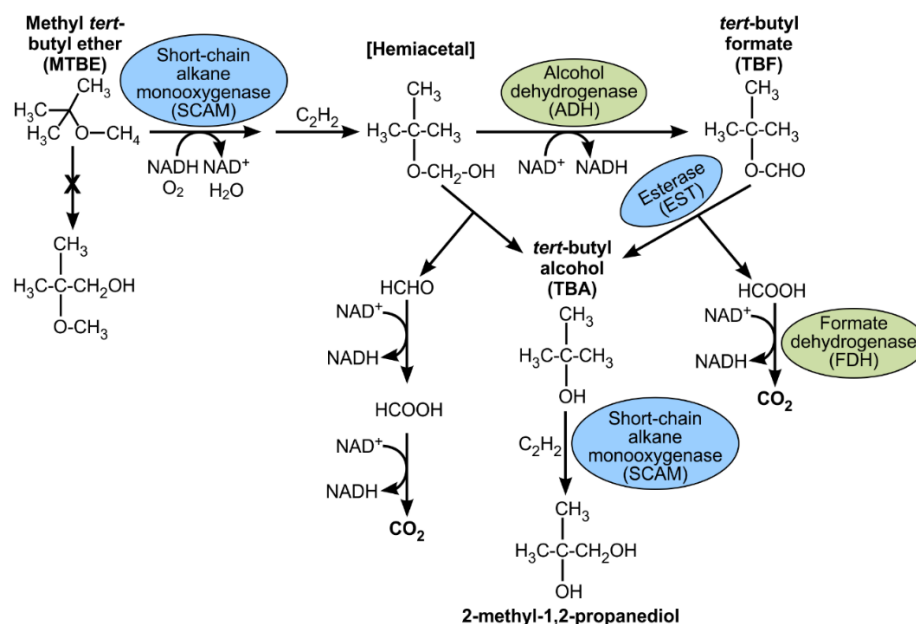 Methyl tert-
butyl ether
(MTBE)
Short-chain
alkane
monooxygenase
(SCAM)
[Hemiacetal]
Alcohol
dehydrogenase
(ADH)
tert-butyl
formate
(TBF)
CH₃
H₃C
H₃C
O—CH₄
NADH
O₂
NAD⁺
H₂O
C₂H₂
CH₃
H₃C-C-CH₃
O-CH₂-OH
NAD⁺
NADH
CH₃
H₃C-C-CH₃
O-CHO
Esterase
(EST)
X
CH₃
H₃C-C-CH₂OH
O-CH₃
HCHO
NAD⁺
NADH
HCOOH
NAD⁺
NADH
CO₂
tert-butyl
alcohol
(TBA)
CH₃
H₃C-C-CH₃
OH
C₂H₂
Short-chain
alkane
monooxygenase
(SCAM)
CH₃
H₃C-C-CH₂OH
OH
2-methyl-1,2-propanediol
HCOOH
NAD⁺
NADH
Formate
dehydrogenase
(FDH)
CO₂